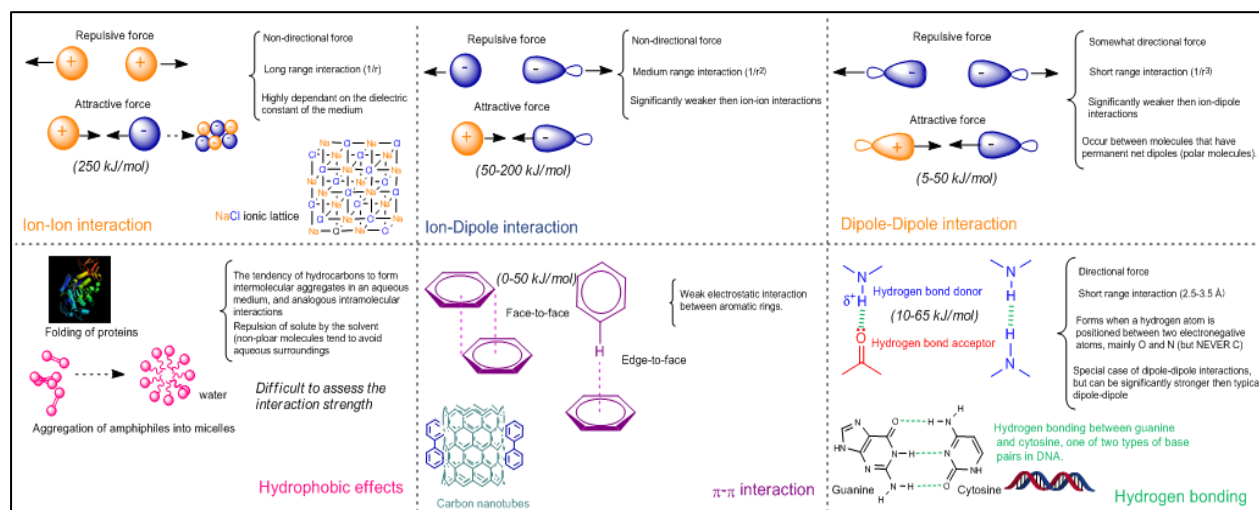 Repulsive force
+
+
Attractive force
+
-
(250 kJ/mol)
Non-directional force
Long range interaction (1/r)
Highly dependant on the dielectric
constant of the medium
NaCl ionic lattice
Ion-Ion interaction
Repulsive force
-
-
Attractive force
+
-
(50-200 kJ/mol)
Non-directional force
Medium range interaction (1/r²)
Significantly weaker then ion-ion interactions
Ion-Dipole interaction
Repulsive force
-
-
Attractive force
+
-
(5-50 kJ/mol)
Somewhat directional force
Short range interaction (1/r³)
Significantly weaker then ion-dipole
interactions
Occur between molecules that have
permanent net dipoles (polar molecules).
Dipole-Dipole interaction
Folding of proteins
The tendency of hydrocarbons to form
intermolecular aggregates in an aqueous
medium, and analogous intramolecular
interactions
Repulsion of solute by the solvent
(non-ploar molecules tend to avoid
aqueous surroundings
water
Difficult to assess the
interaction strength
Aggregation of amphiphiles into micelles
Hydrophobic effects
(0-50 kJ/mol)
Face-to-face
H
Edge-to-face
Weak electrostatic interaction
between aromatic rings.
Carbon nanotubes
π-π interaction
N
H
δ+
Hydrogen bond donor
(10-65 kJ/mol)
O
Hydrogen bond acceptor
N
H
H
N
Directional force
Short range interaction (2.5-3.5 Å)
Forms when a hydrogen atom is
positioned between two electronegative
atoms, mainly O and N (but NEVER C)
Special case of dipole-dipole interactions,
but can be significantly stronger then typical
dipole-dipole
Hydrogen bonding between guanine
and cytosine, one of two types of base
pairs in DNA.
Guanine
Cytosine
Hydrogen bonding